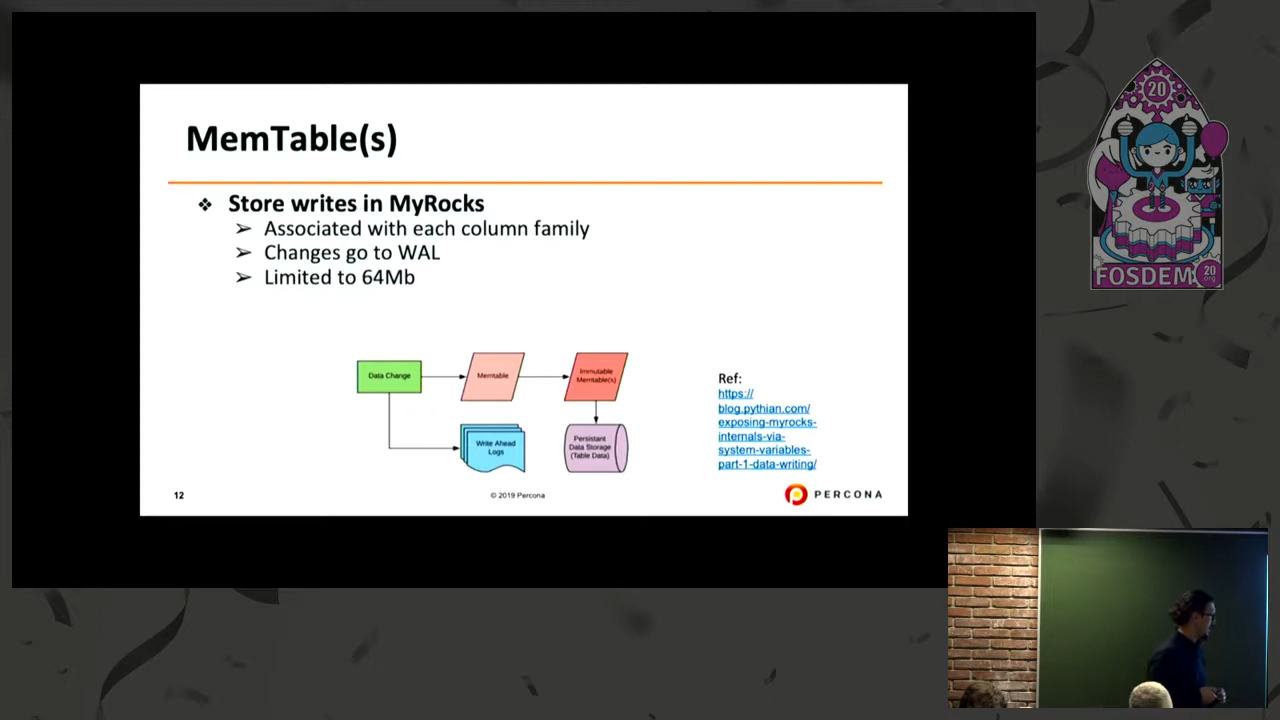 MemTable(s)
❖ Store writes in MyRocks
➢ Associated with each column family
➢ Changes go to WAL
➢ Limited to 64Mb
Data Change
Memtable
Immutable
Memtable(s)
Write Ahead
Logs
Persistant
Data Storage
(Table Data)
Ref:
https://
blog.pythian.com/
exposing-myrocks-
internals-via-
system-variables-
part-1-data-writing/
12
© 2019 Percona
PERCONA
20
FOSDEM
20
.org